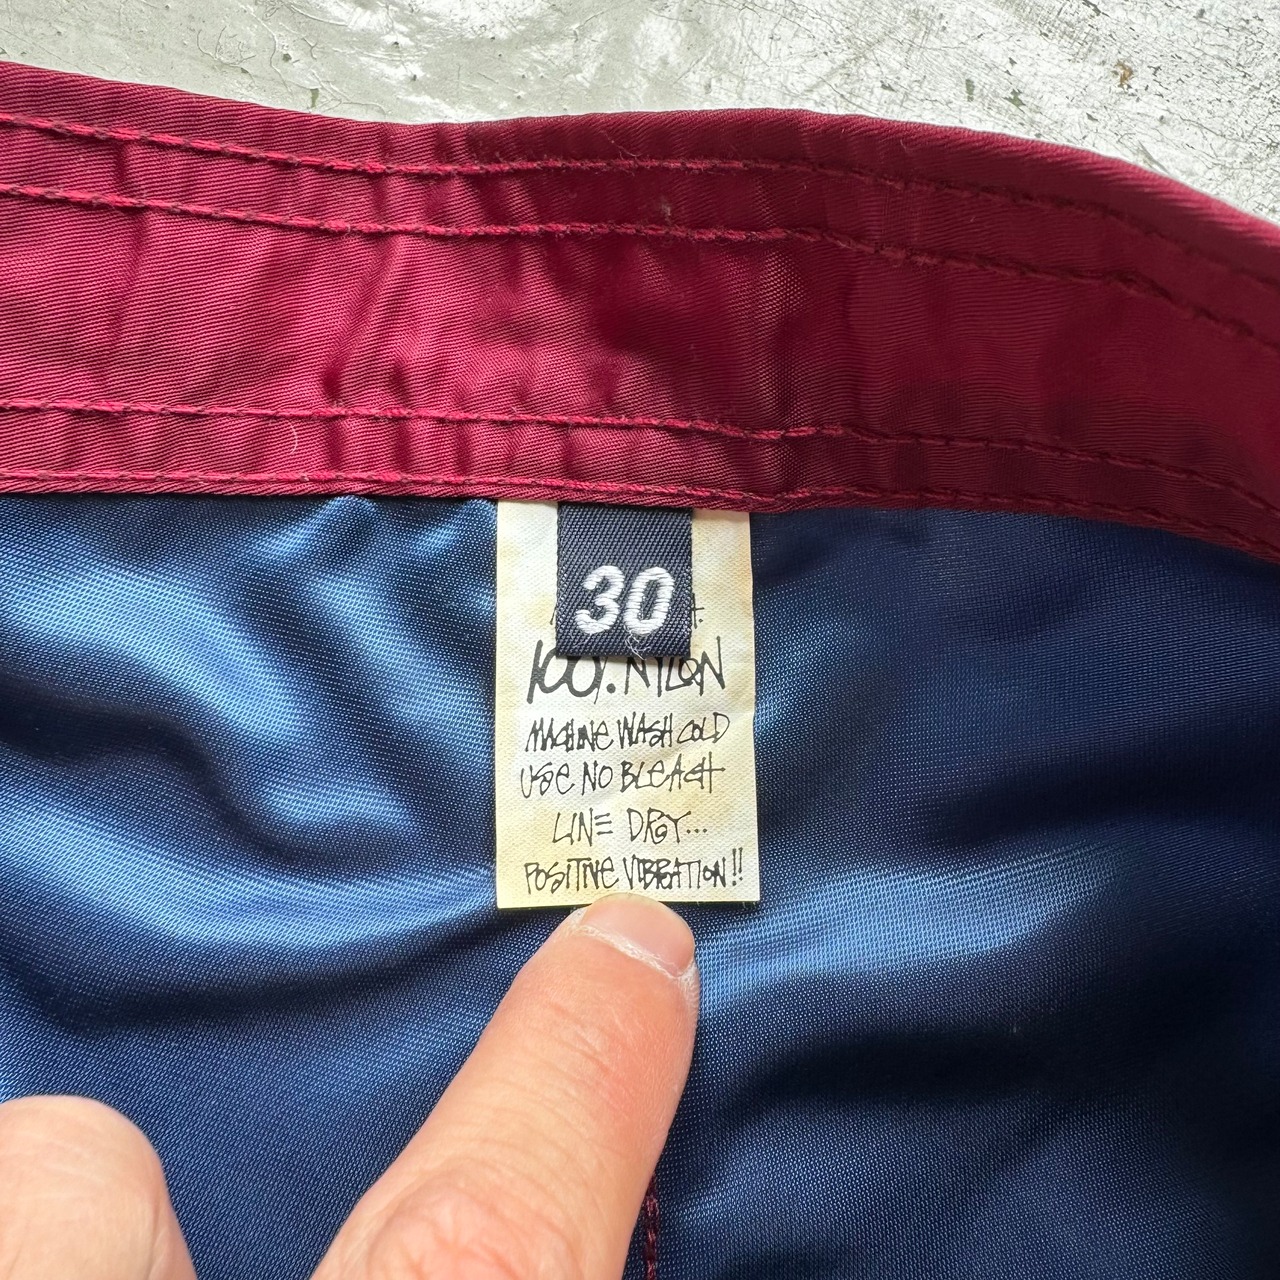 30
100%. NYLON
MACHINE WASH COLD
USE NO BLEACH
LINE DRY...
POSITIVE VIBRATION!!